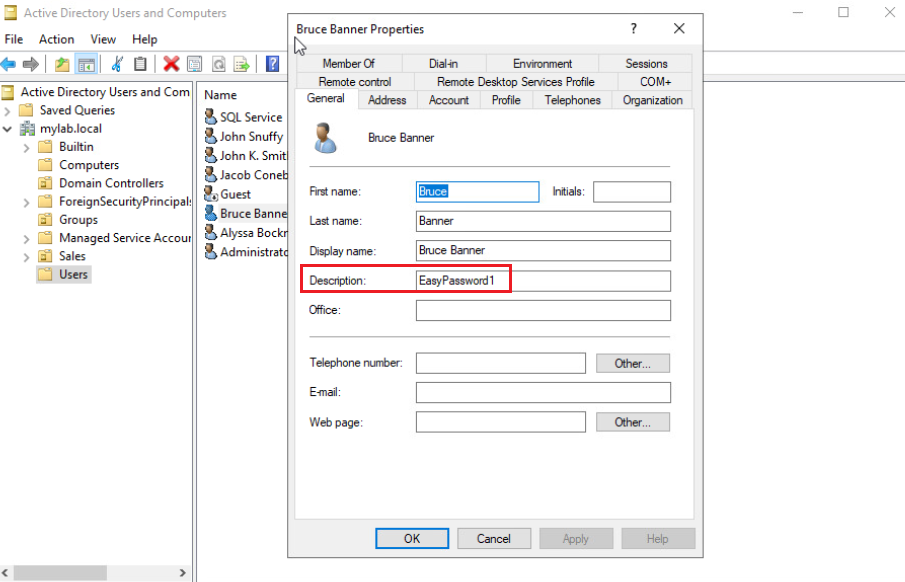 Active Directory Users and Computers
File Action View Help
Active Directory Users and Com
Saved Queries
mylab.local
Builtin
Computers
Domain Controllers
ForeignSecurityPrincipals
Groups
Managed Service Accour
Sales
Users
Name
SQL Service
John Snuffy
John K. Smit
Jacob Coneb
Guest
Bruce Banne
Alyssa Bockn
Administrato
Bruce Banner Properties
?
Member Of Dial-in Environment Sessions
Remote control Remote Desktop Services Profile COM+
General Address Account Profile Telephones Organization
Bruce Banner
First name: Bruce Initials:
Last name: Banner
Display name: Bruce Banner
Description: EasyPassword1
Office:
Telephone number: Other...
E-mail:
Web page: Other...
OK Cancel Apply Help